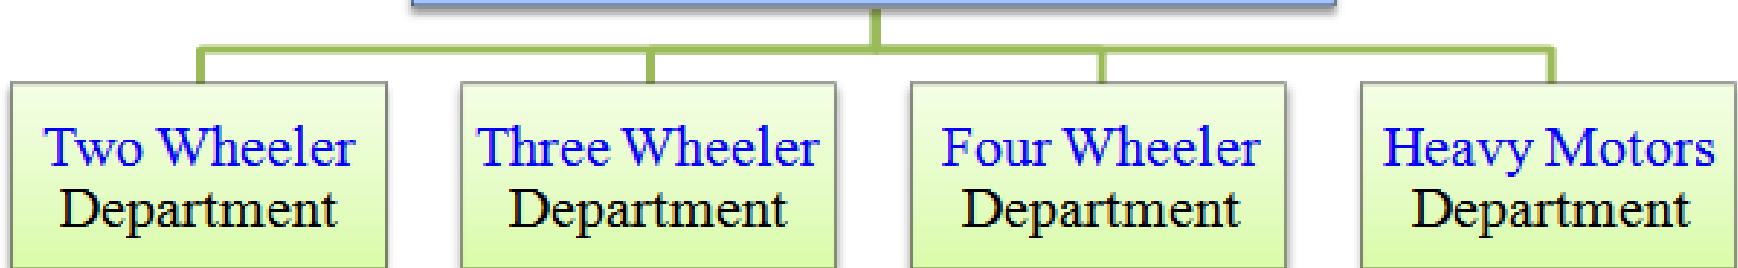 Two Wheeler
Department
Three Wheeler
Department
Four Wheeler
Department
Heavy Motors
Department